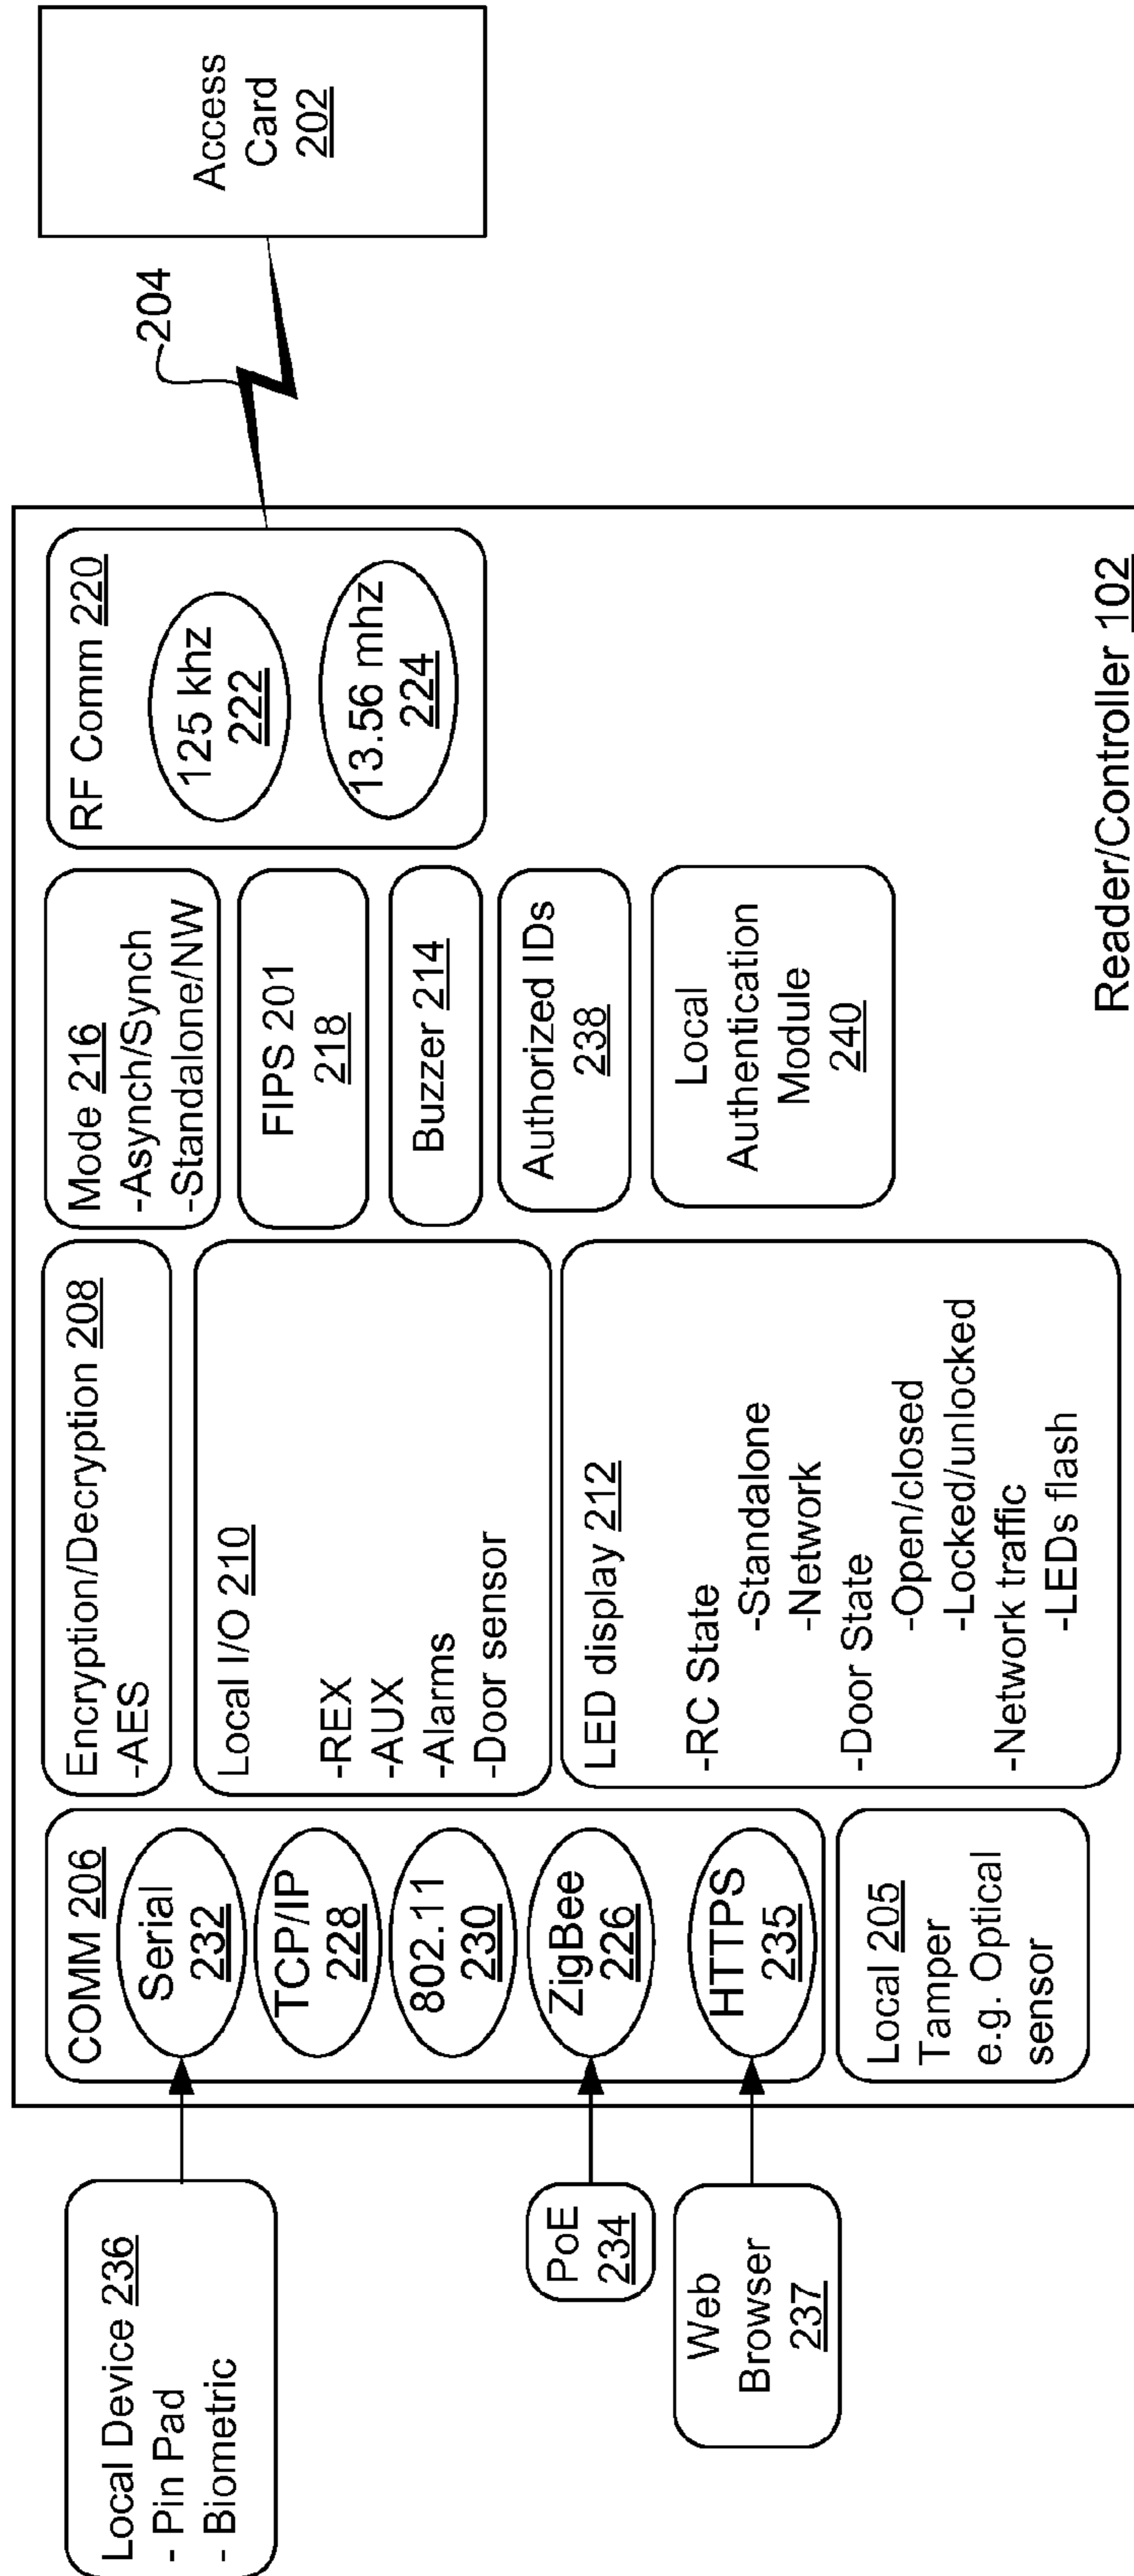 Local Device 236
- Pin Pad
- Biometric
PoE
234
Web
Browser
237
COMM 206
Serial
232
TCP/IP
228
802.11
230
ZigBee
226
HTTPS
235
Local 205
Tamper
e.g. Optical
sensor
Encryption/Decryption 208
-AES
Local I/O 210
-REX
-AUX
-Alarms
-Door sensor
LED display 212
-RC State
-Standalone
-Network
-Door State
-Open/closed
-Locked/unlocked
-Network traffic
-LEDs flash
Mode 216
-Asynch/Synch
-Standalone/NW
FIPS 201
218
Buzzer 214
Authorized IDs
238
Local
Authentication
Module
240
RF Comm 220
125 khz
222
13.56 mhz
224
Reader/Controller 102
204
Access
Card
202